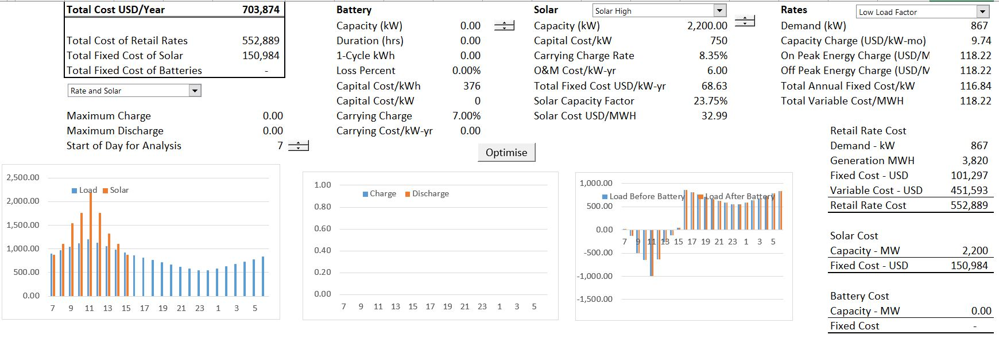 Total Cost USD/Year 703,874
Total Cost of Retail Rates 552,889
Total Fixed Cost of Solar 150,984
Total Fixed Cost of Batteries -
Rate and Solar
Maximum Charge 0.00
Maximum Discharge 0.00
Start of Day for Analysis 7
Battery
Capacity (kW) 0.00
Duration (hrs) 0.00
1-Cycle kWh 0.00
Loss Percent 0.00%
Capital Cost/kWh 376
Capital Cost/kW 0
Carrying Charge 7.00%
Carrying Cost/kW-yr 0.00
Solar Solar High
Capacity (kW) 2,200.00
Capital Cost/kW 750
Carrying Charge Rate 8.35%
O&M Cost/kW-yr 6.00
Total Fixed Cost USD/kW-yr 68.63
Solar Capacity Factor 23.75%
Solar Cost USD/MWH 32.99
Optimise
Rates Low Load Factor
Demand (kW) 867
Capacity Charge (USD/kW-mo) 9.74
On Peak Energy Charge (USD/M 118.22
Off Peak Energy Charge (USD/M 118.22
Total Annual Fixed Cost/kW 116.84
Total Variable Cost/MWH 118.22
Retail Rate Cost
Demand - kW 867
Generation MWH 3,820
Fixed Cost - USD 101,297
Variable Cost - USD 451,593
Retail Rate Cost 552,889
Solar Cost
Capacity - MW 2,200
Fixed Cost - USD 150,984
Battery Cost
Capacity - MW 0.00
Fixed Cost -
2,500.00
Load Solar
2,000.00
1,500.00
1,000.00
500.00
0.00
7 9 11 13 15 17 19 21 23 1 3 5
1.00
Charge Discharge
0.80
0.60
0.40
0.20
0.00
7 9 11 13 15 17 19 21 23 1 3 5
1,000.00
Load Before Battery Load After Battery
500.00
0.00
7 9 11 13 15 17 19 21 23 1 3 5
-500.00
-1,000.00
-1,500.00